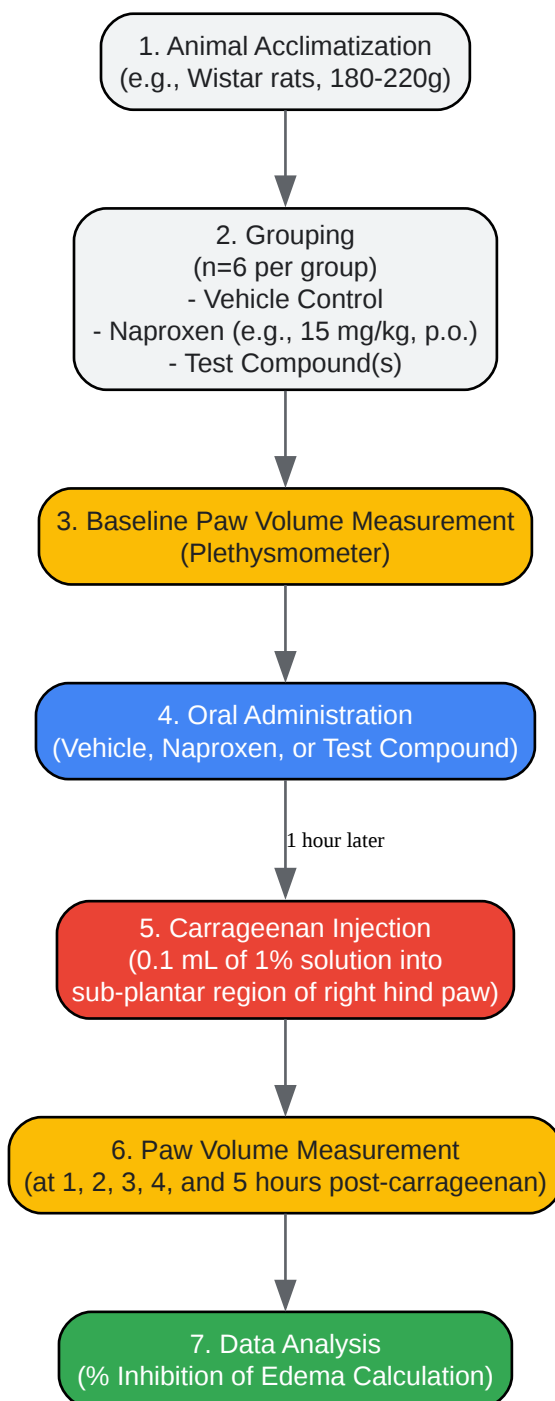 1. Animal Acclimatization
(e.g., Wistar rats, 180-220g)
2. Grouping
(n=6 per group)
- Vehicle Control
- Naproxen (e.g., 15 mg/kg, p.o.)
- Test Compound(s)
3. Baseline Paw Volume Measurement
(Plethysmometer)
4. Oral Administration
(Vehicle, Naproxen, or Test Compound)
1 hour later
5. Carrageenan Injection
(0.1 mL of 1% solution into
sub-plantar region of right hind paw)
6. Paw Volume Measurement
(at 1, 2, 3, 4, and 5 hours post-carrageenan)
7. Data Analysis
(% Inhibition of Edema Calculation)